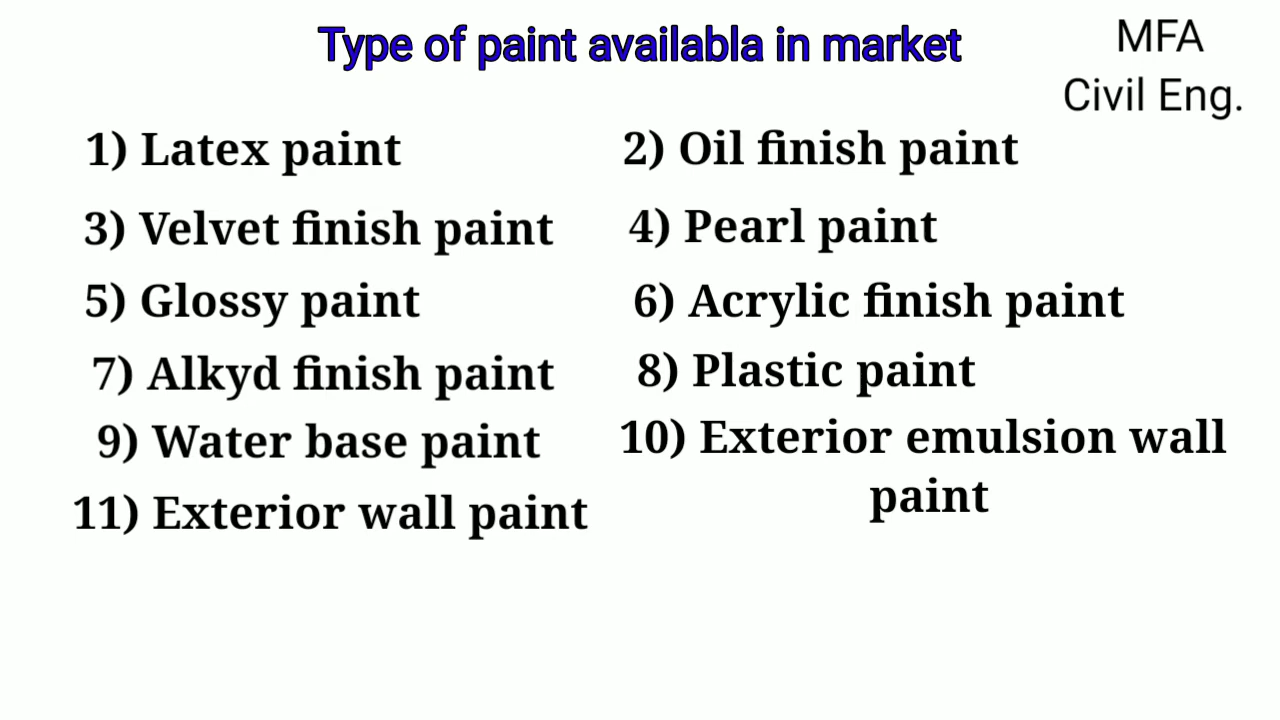 Type of paint availabla in market
MFA
Civil Eng.
1) Latex paint
2) Oil finish paint
3) Velvet finish paint
4) Pearl paint
5) Glossy paint
6) Acrylic finish paint
7) Alkyd finish paint
8) Plastic paint
9) Water base paint
10) Exterior emulsion wall
paint
11) Exterior wall paint